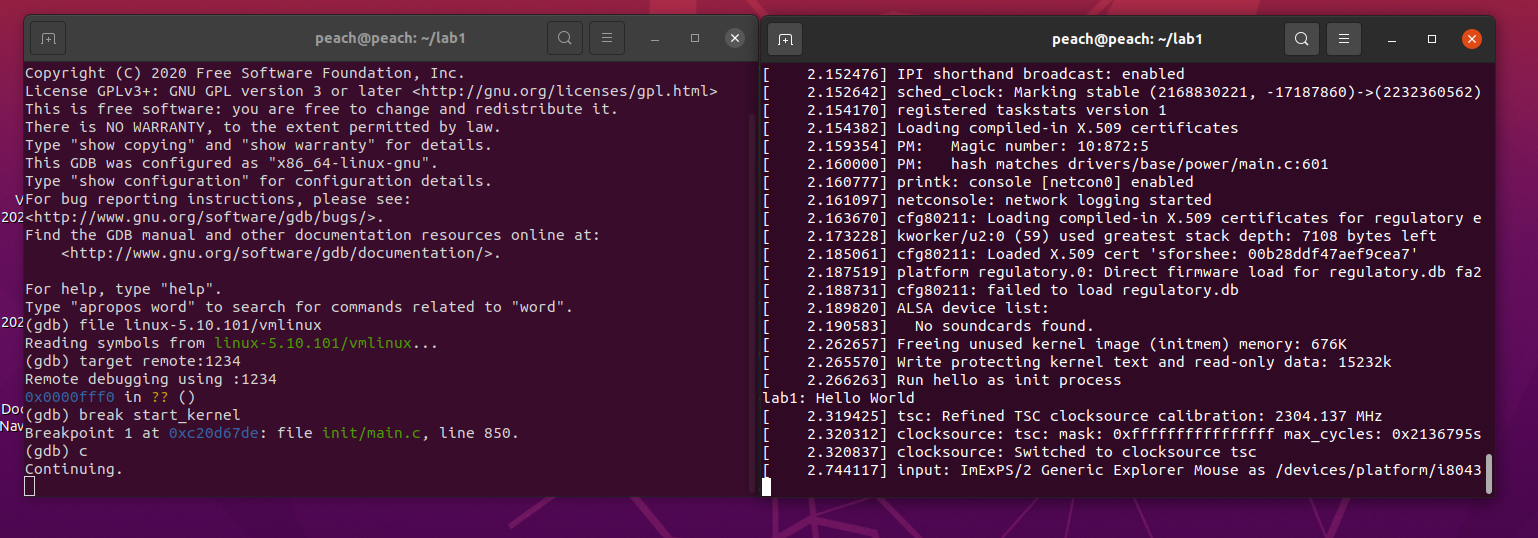 peach@peach: ~/lab1
Copyright (C) 2020 Free Software Foundation, Inc.
License GPLv3+: GNU GPL version 3 or later <http://gnu.org/licenses/gpl.html>
This is free software: you are free to change and redistribute it.
There is NO WARRANTY, to the extent permitted by law.
Type "show copying" and "show warranty" for details.
This GDB was configured as "x86_64-linux-gnu".
Type "show configuration" for configuration details.
For bug reporting instructions, please see:
<http://www.gnu.org/software/gdb/bugs/>.
Find the GDB manual and other documentation resources online at:
    <http://www.gnu.org/software/gdb/documentation/>.
For help, type "help".
Type "apropos word" to search for commands related to "word".
(gdb) file linux-5.10.101/vmlinux
Reading symbols from linux-5.10.101/vmlinux...
(gdb) target remote:1234
Remote debugging using :1234
0x0000fff0 in ?? ()
(gdb) break start_kernel
Breakpoint 1 at 0xc20d67de: file init/main.c, line 850.
(gdb) c
Continuing.
peach@peach: ~/lab1
[    2.152476] IPI shorthand broadcast: enabled
[    2.152642] sched_clock: Marking stable (2168830221, -17187860)->(2232360562)
[    2.154170] registered taskstats version 1
[    2.154382] Loading compiled-in X.509 certificates
[    2.159354] PM:   Magic number: 10:872:5
[    2.160000] PM:   hash matches drivers/base/power/main.c:601
[    2.160777] printk: console [netcon0] enabled
[    2.161097] netconsole: network logging started
[    2.163670] cfg80211: Loading compiled-in X.509 certificates for regulatory e
[    2.173228] kworker/u2:0 (59) used greatest stack depth: 7108 bytes left
[    2.185061] cfg80211: Loaded X.509 cert 'sforshee: 00b28ddf47aef9cea7'
[    2.187519] platform regulatory.0: Direct firmware load for regulatory.db fa2
[    2.188731] cfg80211: failed to load regulatory.db
[    2.189820] ALSA device list:
[    2.190583]   No soundcards found.
[    2.262657] Freeing unused kernel image (initmem) memory: 676K
[    2.265570] Write protecting kernel text and read-only data: 15232k
[    2.266263] Run hello as init process
lab1: Hello World
[    2.319425] tsc: Refined TSC clocksource calibration: 2304.137 MHz
[    2.320312] clocksource: tsc: mask: 0xffffffffffffffff max_cycles: 0x2136795s
[    2.320837] clocksource: Switched to clocksource tsc
[    2.744117] input: ImExPS/2 Generic Explorer Mouse as /devices/platform/i8043
V
202
202
Doc
Nav